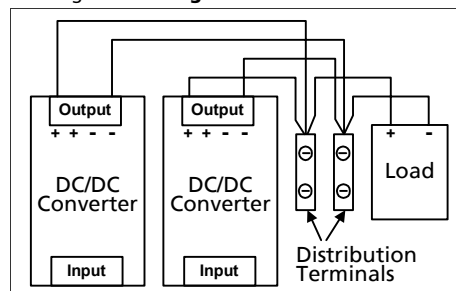 Output
+ + - -
DC/DC
Converter
Input
Output
+ + - -
DC/DC
Converter
Input
+ -
Load
Distribution
Terminals